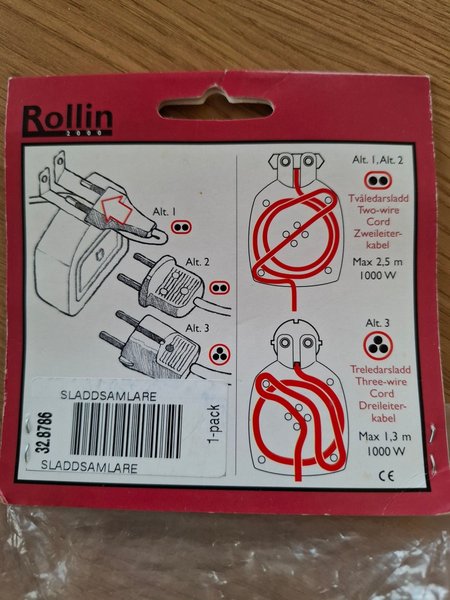 Rollin
2000
Alt. 1
Alt. 2
Alt. 3
Alt. 1, Alt. 2
Tvåledarsladd
Two-wire
Cord
Zweileiter-
kabel
Max 2,5 m
1000 W
Alt. 3
Treledarsladd
Three-wire
Cord
Dreileiter-
kabel
Max 1,3 m
1000 W
CE
SLADDSAMLARE
32.8786
1-pack
SLADDSAMLARE